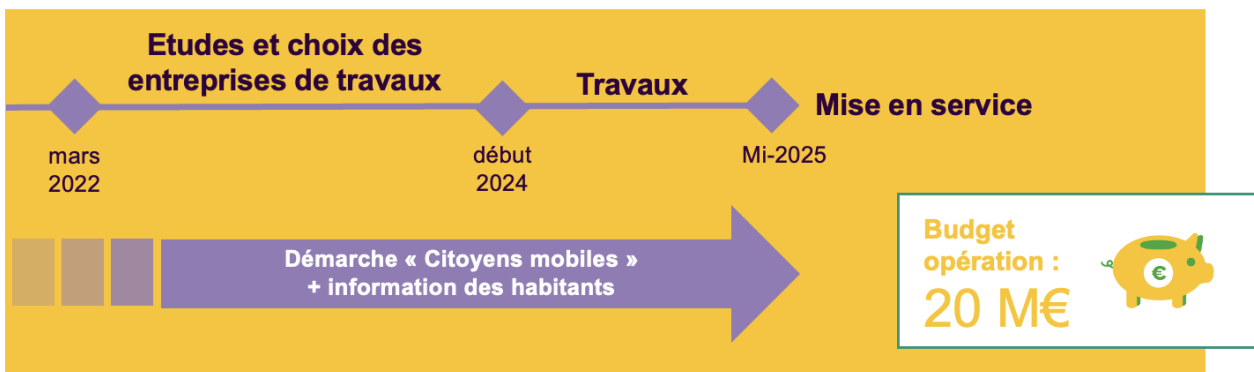 Etudes et choix des
entreprises de travaux
Travaux
Mise en service
mars
2022
début
2024
Mi-2025
Démarche « Citoyens mobiles »
+ information des habitants
Budget
opération :
20 M€
€